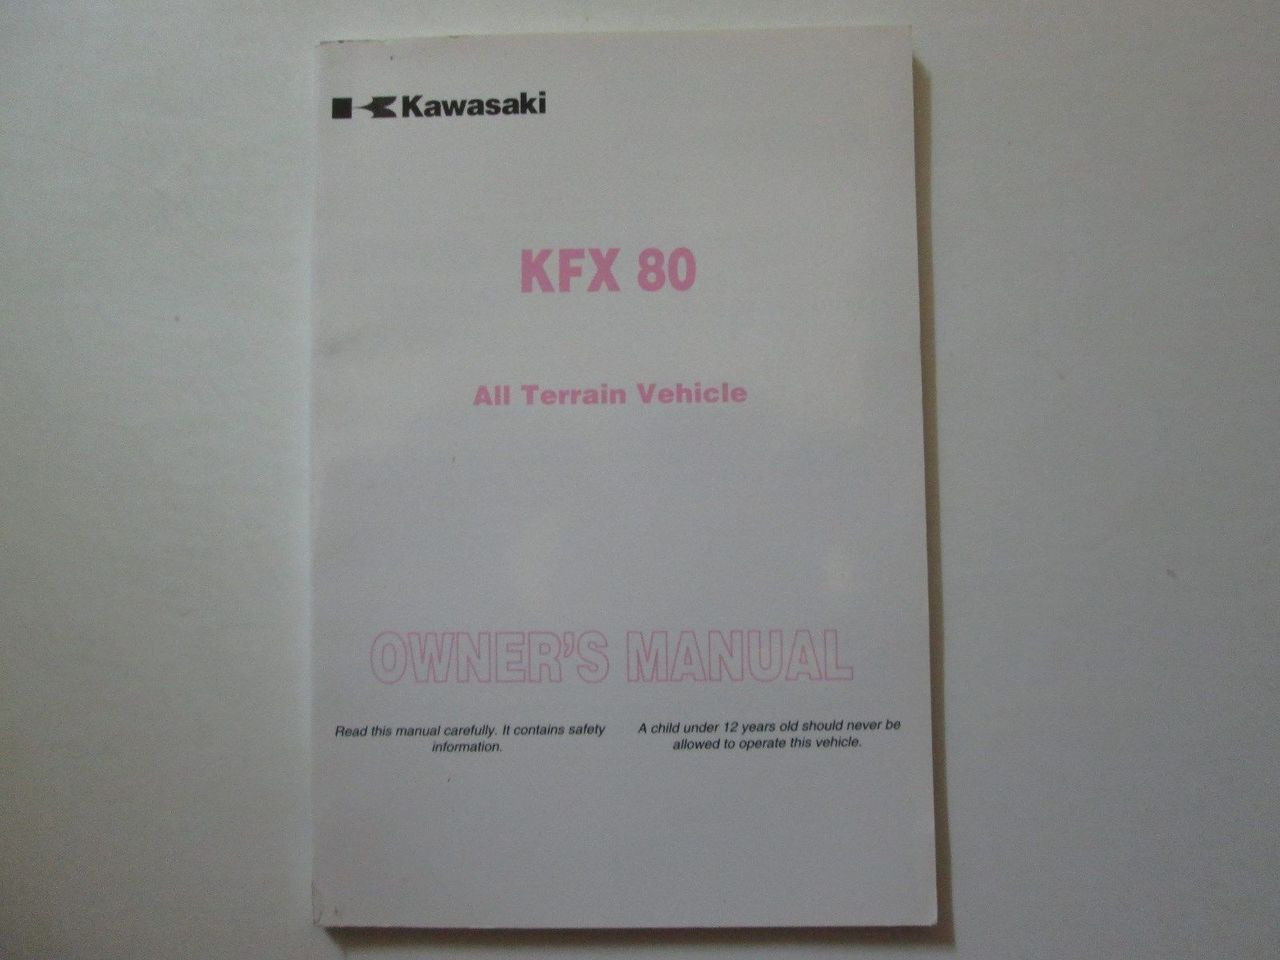 Kawasaki
KFX 80
All Terrain Vehicle
OWNER'S MANUAL
Read this manual carefully. It contains safety
information.
A child under 12 years old should never be
allowed to operate this vehicle.